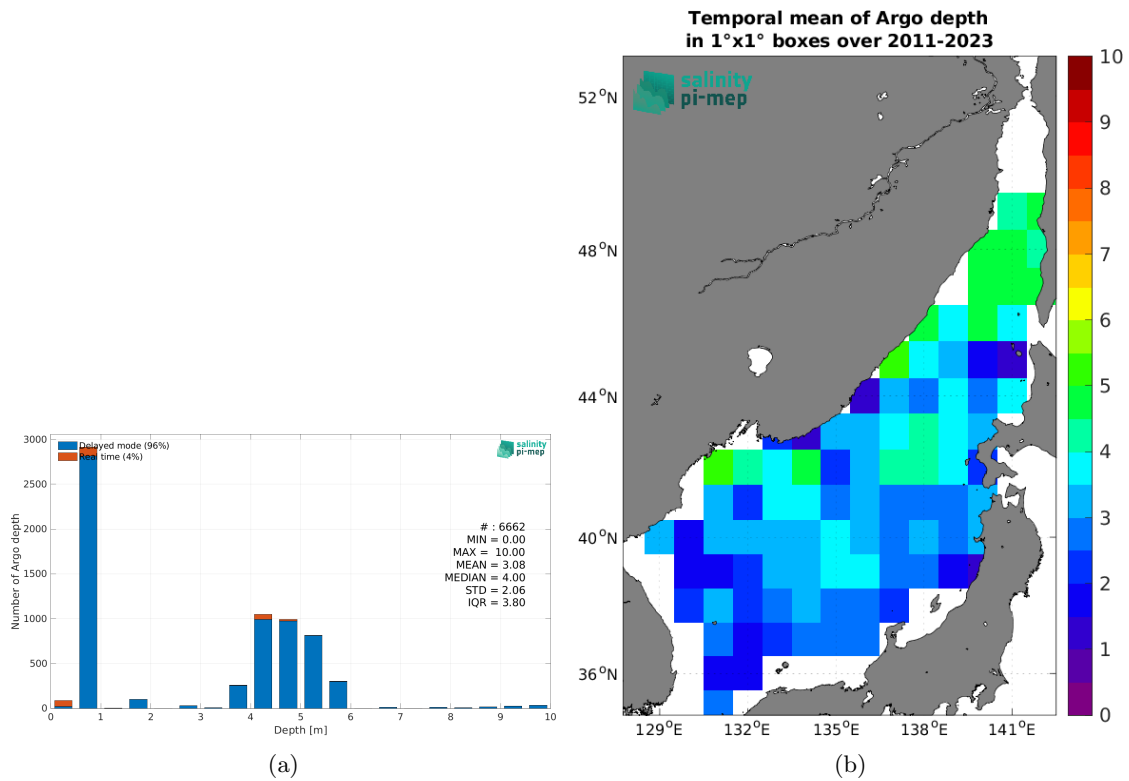 3000
2500
2000
1500
1000
500
0
Number of Argo depth
Delayed mode (96%)
Real time (4%)
salinity
pi-mep
# : 6662
MIN = 0.00
MAX = 10.00
MEAN = 3.08
MEDIAN = 4.00
STD = 2.06
IQR = 3.80
0 1 2 3 4 5 6 7 8 9 10
Depth [m]
(a)
Temporal mean of Argo depth
in 1°x1° boxes over 2011-2023
salinity
pi-mep
52°N
48°N
44°N
40°N
36°N
129°E 132°E 135°E 138°E 141°E
10
9
8
7
6
5
4
3
2
1
0
(b)